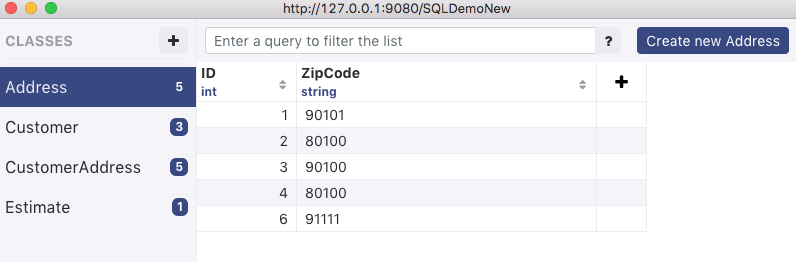 http://127.0.0.1:9080/SQLDemoNew
CLASSES +
Enter a query to filter the list ? Create new Address
Address 5
Customer 3
CustomerAddress 5
Estimate 1
ID ZipCode +
int string
1 90101
2 80100
3 90100
4 80100
6 91111